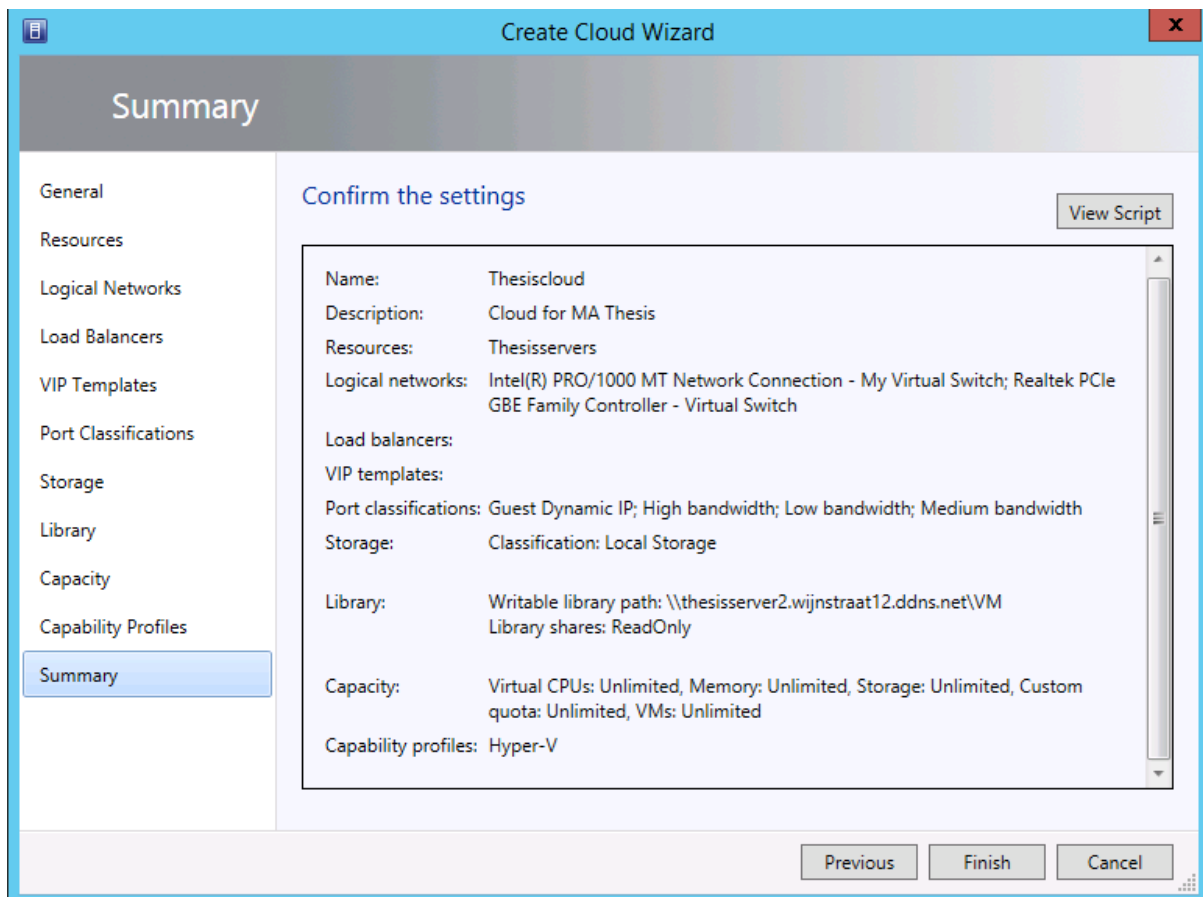 Create Cloud Wizard
x
Summary
General
Resources
Logical Networks
Load Balancers
VIP Templates
Port Classifications
Storage
Library
Capacity
Capability Profiles
Summary
Confirm the settings
View Script
Name: Thesiscloud
Description: Cloud for MA Thesis
Resources: Thesisservers
Logical networks: Intel(R) PRO/1000 MT Network Connection - My Virtual Switch; Realtek PCIe
GBE Family Controller - Virtual Switch
Load balancers:
VIP templates:
Port classifications: Guest Dynamic IP; High bandwidth; Low bandwidth; Medium bandwidth
Storage: Classification: Local Storage
Library: Writable library path: \\thesisserver2.wijnstraat12.ddns.net\VM
Library shares: ReadOnly
Capacity: Virtual CPUs: Unlimited, Memory: Unlimited, Storage: Unlimited, Custom
quota: Unlimited, VMs: Unlimited
Capability profiles: Hyper-V
Previous
Finish
Cancel